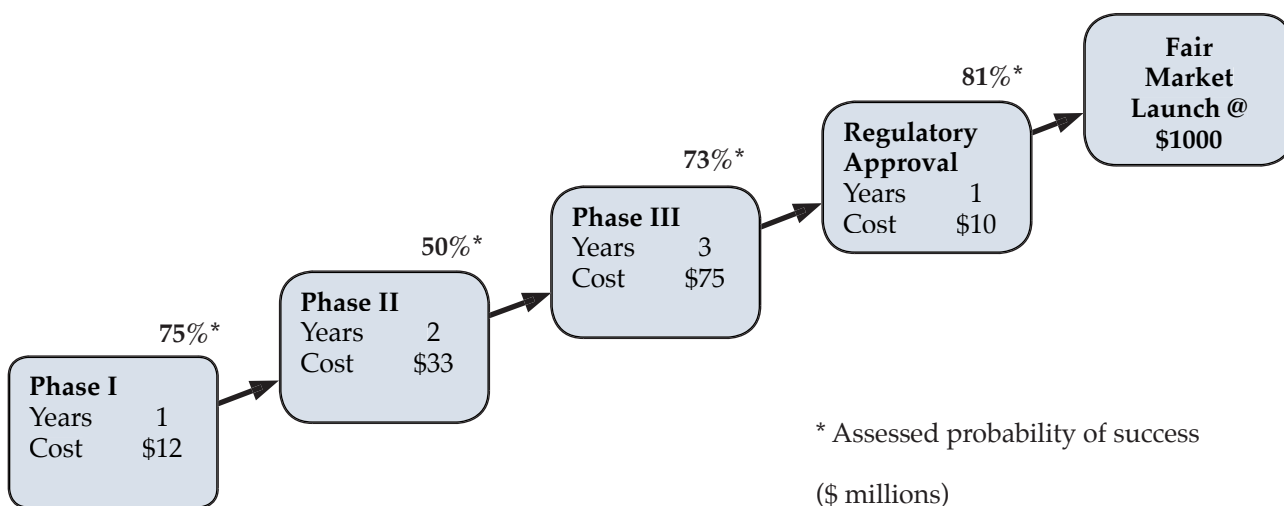 Phase I
Years 1
Cost $12
75%*
Phase II
Years 2
Cost $33
50%*
Phase III
Years 3
Cost $75
73%*
Regulatory
Approval
Years 1
Cost $10
81%*
Fair
Market
Launch @
$1000
* Assessed probability of success
($ millions)